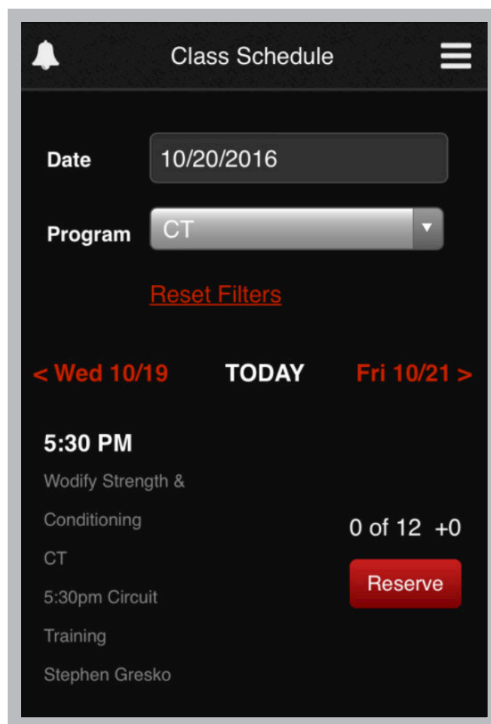 Class Schedule
Date 10/20/2016
Program CT
Reset Filters
< Wed 10/19 TODAY Fri 10/21 >
5:30 PM
Wodify Strength &
Conditioning
CT
5:30pm Circuit
Training
Stephen Gresko
0 of 12 +0
Reserve